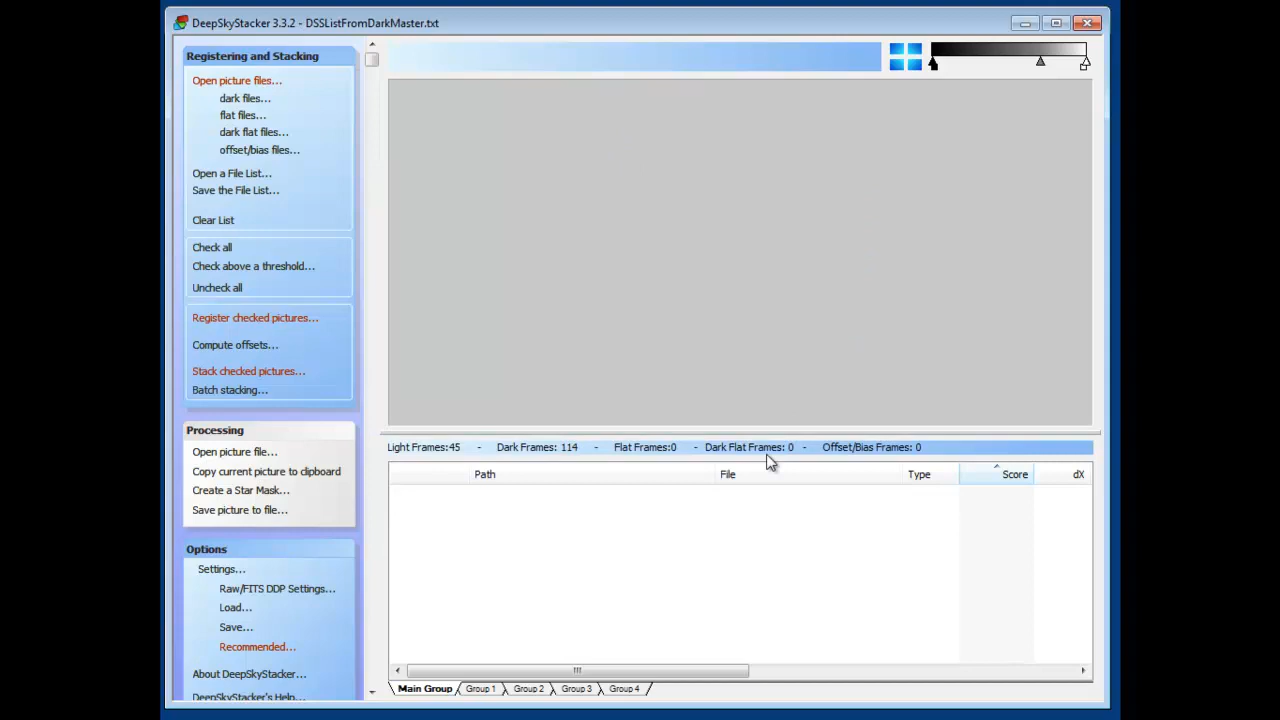 DeepSkyStacker 3.3.2 - DSSListFromDarkMaster.txt
Registering and Stacking
Open picture files...
dark files...
flat files...
dark flat files...
offset/bias files...
Open a File List...
Save the File List...
Clear List
Check all
Check above a threshold...
Uncheck all
Register checked pictures...
Compute offsets...
Stack checked pictures...
Batch stacking...
Processing
Open picture file...
Copy current picture to clipboard
Create a Star Mask...
Save picture to file...
Options
Settings...
Raw/FITS DDP Settings...
Load...
Save...
Recommended...
About DeepSkyStacker...
DeepSkyStacker's Help...
Light Frames:45 - Dark Frames: 114 - Flat Frames:0 - Dark Flat Frames: 0 - Offset/Bias Frames: 0
Path File Type Score dX
Main Group Group 1 Group 2 Group 3 Group 4